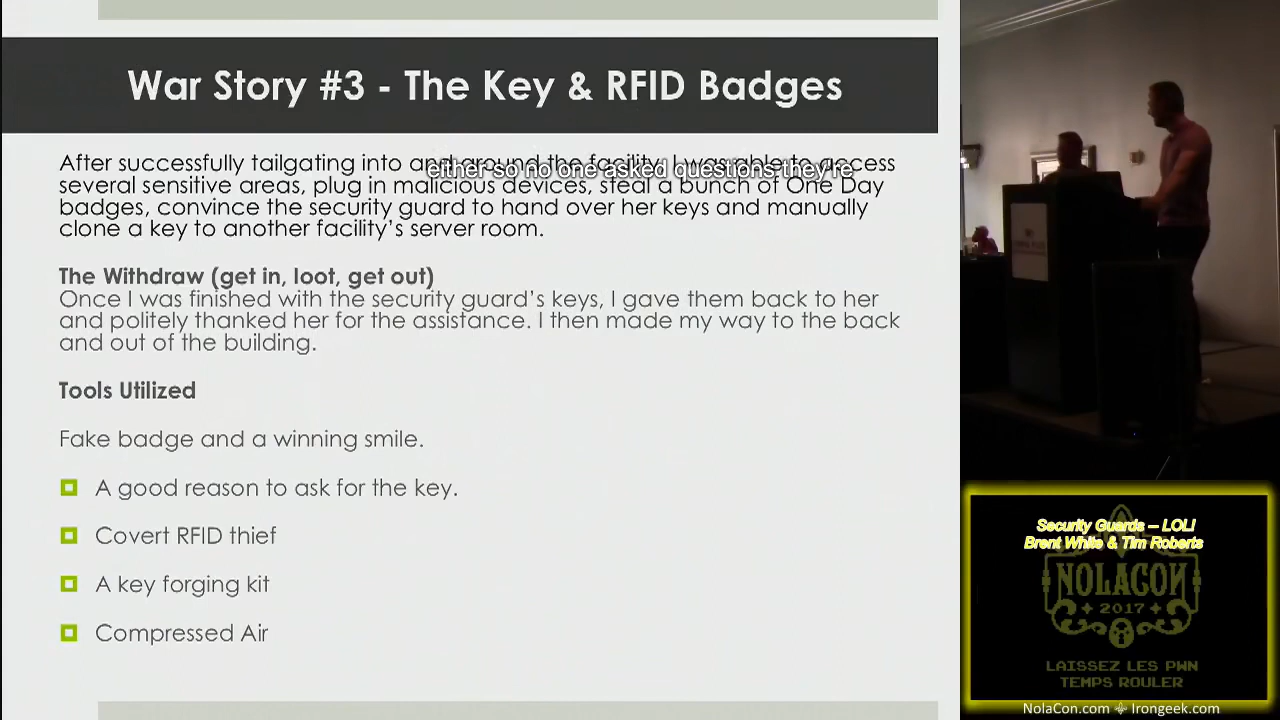 War Story #3 - The Key & RFID Badges
After successfully tailgating into and around the facility, I was able to access
either so no one asked questions they're
several sensitive areas, plug in malicious devices, steal a bunch of One Day
badges, convince the security guard to hand over her keys and manually
clone a key to another facility's server room.
The Withdraw (get in, loot, get out)
Once I was finished with the security guard's keys, I gave them back to her
and politely thanked her for the assistance. I then made my way to the back
and out of the building.
Tools Utilized
Fake badge and a winning smile.
A good reason to ask for the key.
Covert RFID thief
A key forging kit
Compressed Air
Security Guards -- LOL!
Brent White & Tim Roberts
NOLACON
2017
LAISSEZ LES PWN
TEMPS ROULER
NolaCon.com ⚜ Irongeek.com